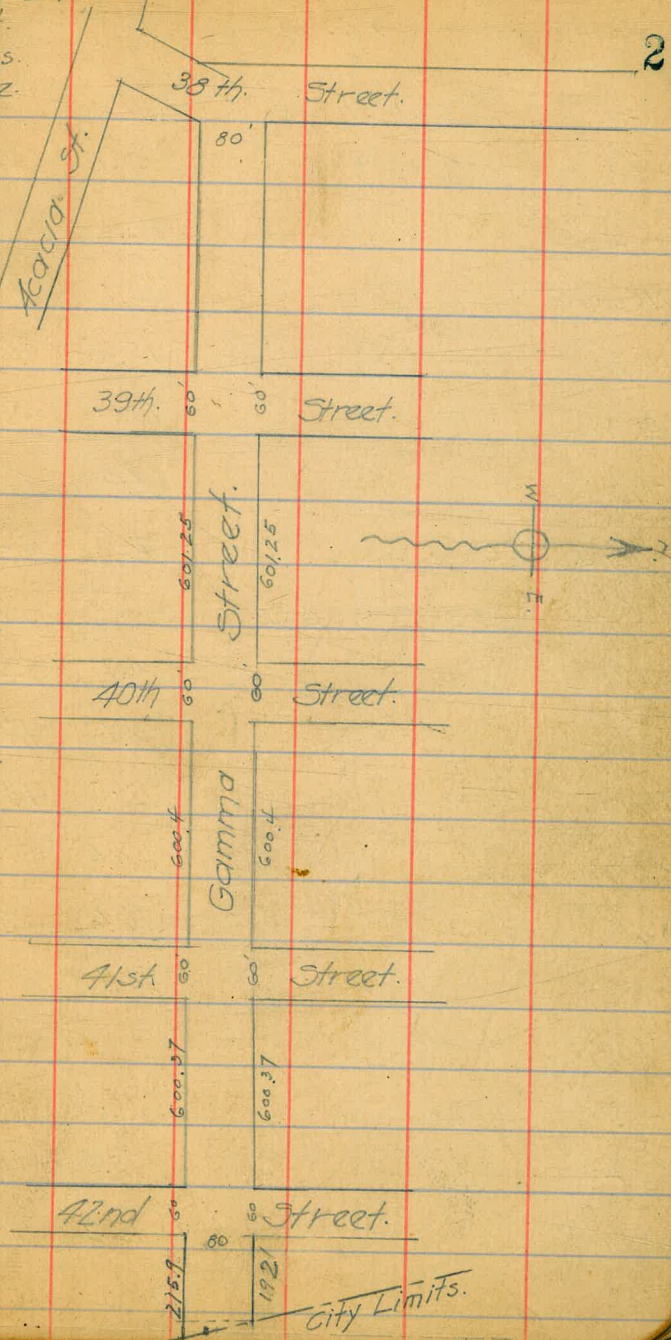 2
s.
z.
38th. Street.
80'
Acacia St.
39th. 60' 60' Street.
Street.
601.25 601.25
W
N.
E.
40th 60' 60' Street.
Gamma
600.4 600.4
41st 60' 60' Street.
600.37 600.37
42nd 60 60 Street.
80
215.9 192.1
City Limits.